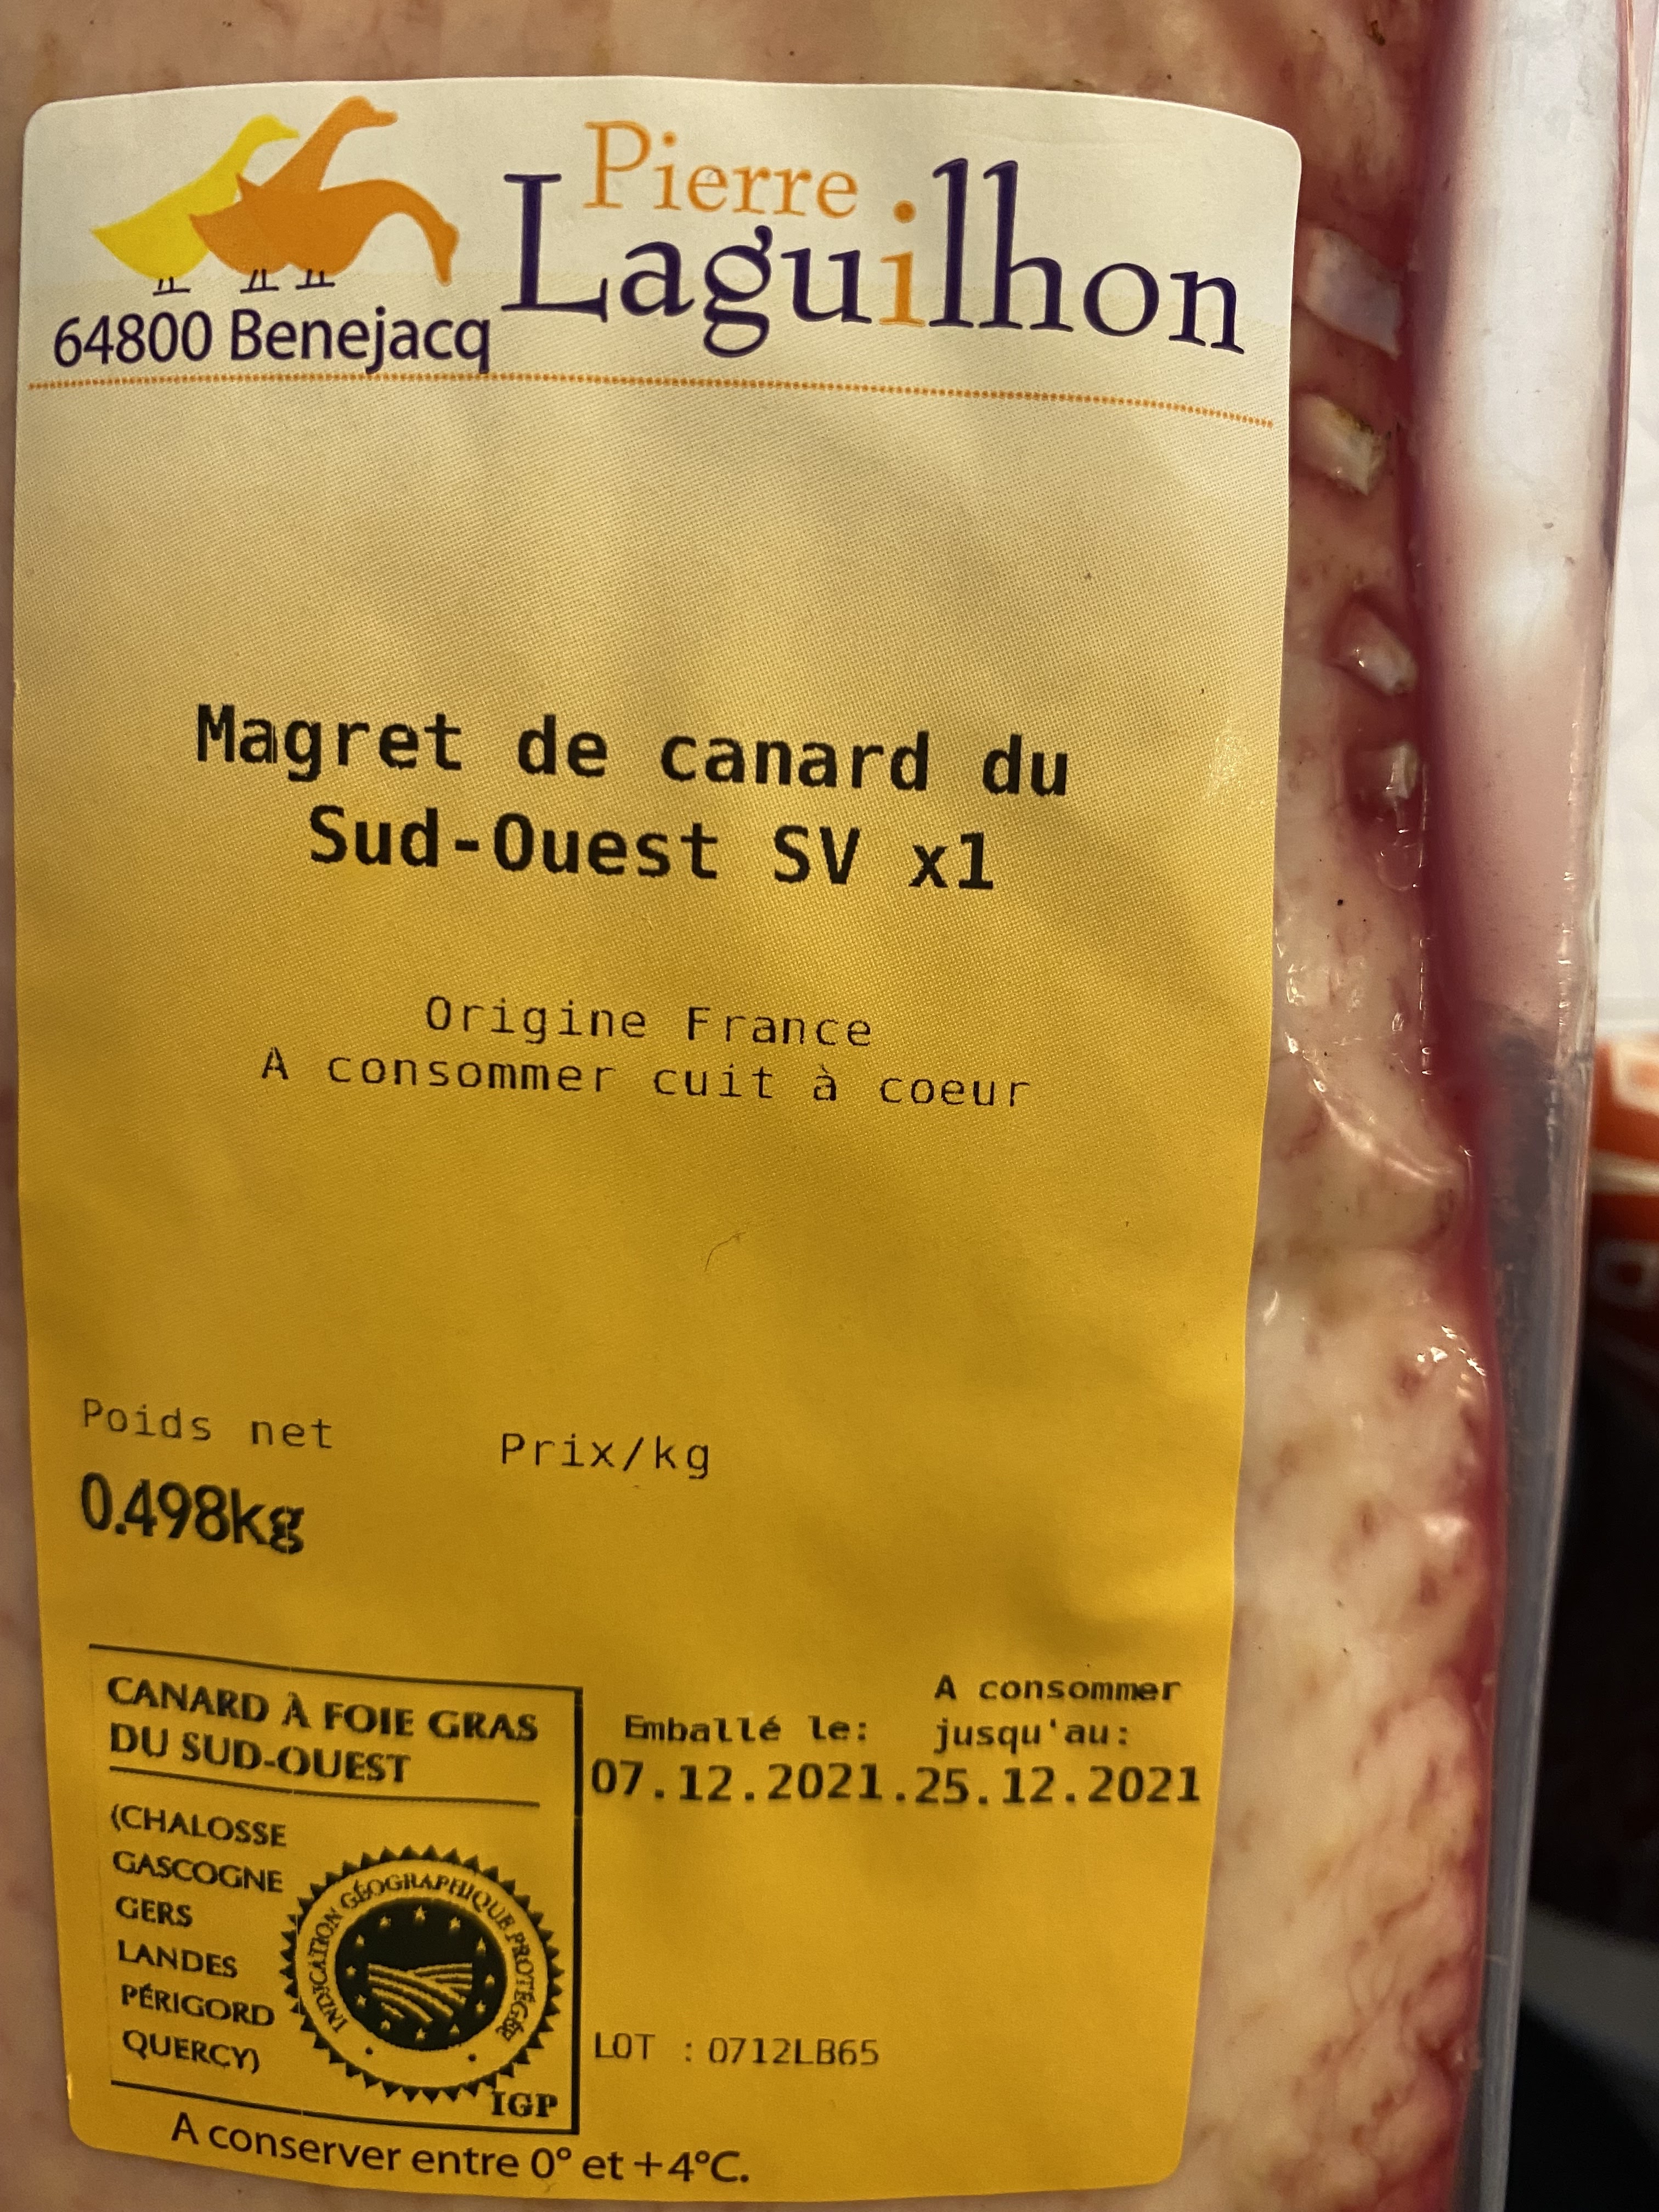 Pierre
Laguilhon
64800 Benejacq
Magret de canard du
Sud-Ouest SV x1
Origine France
A consommer cuit à coeur
Poids net
Prix/kg
0.498kg
CANARD À FOIE GRAS
DU SUD-OUEST
(CHALOSSE
GASCOGNE
GERS
LANDES
PÉRIGORD
QUERCY)
INDICATION GÉOGRAPHIQUE PROTÉGÉE
IGP
Emballé le:
A consommer
jusqu'au:
07.12.2021.25.12.2021
LOT : 0712LB65
A conserver entre 0° et +4°C.